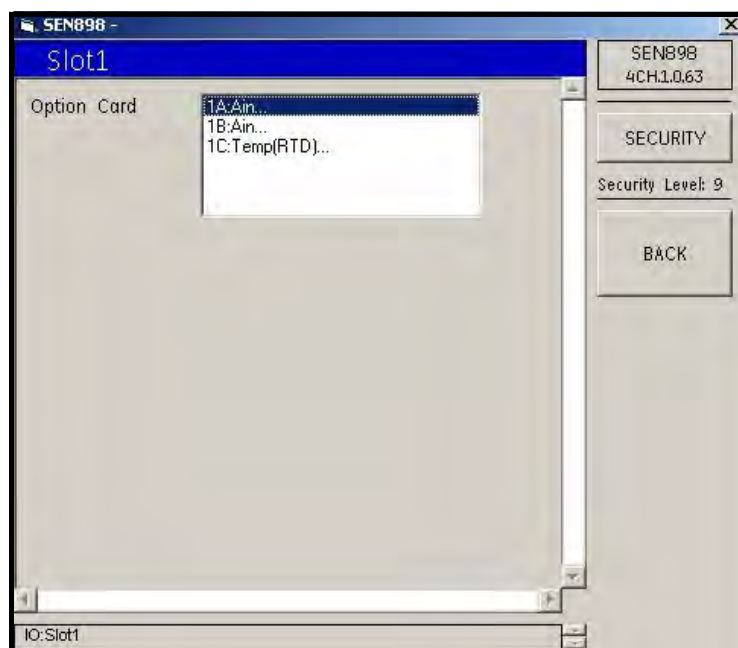 SEN898 -
Slot1
Option Card
1A:Ain...
1B:Ain...
1C:Temp(RTD)...
SEN898
4CH.1.0.63
SECURITY
Security Level: 9
BACK
IO:Slot1